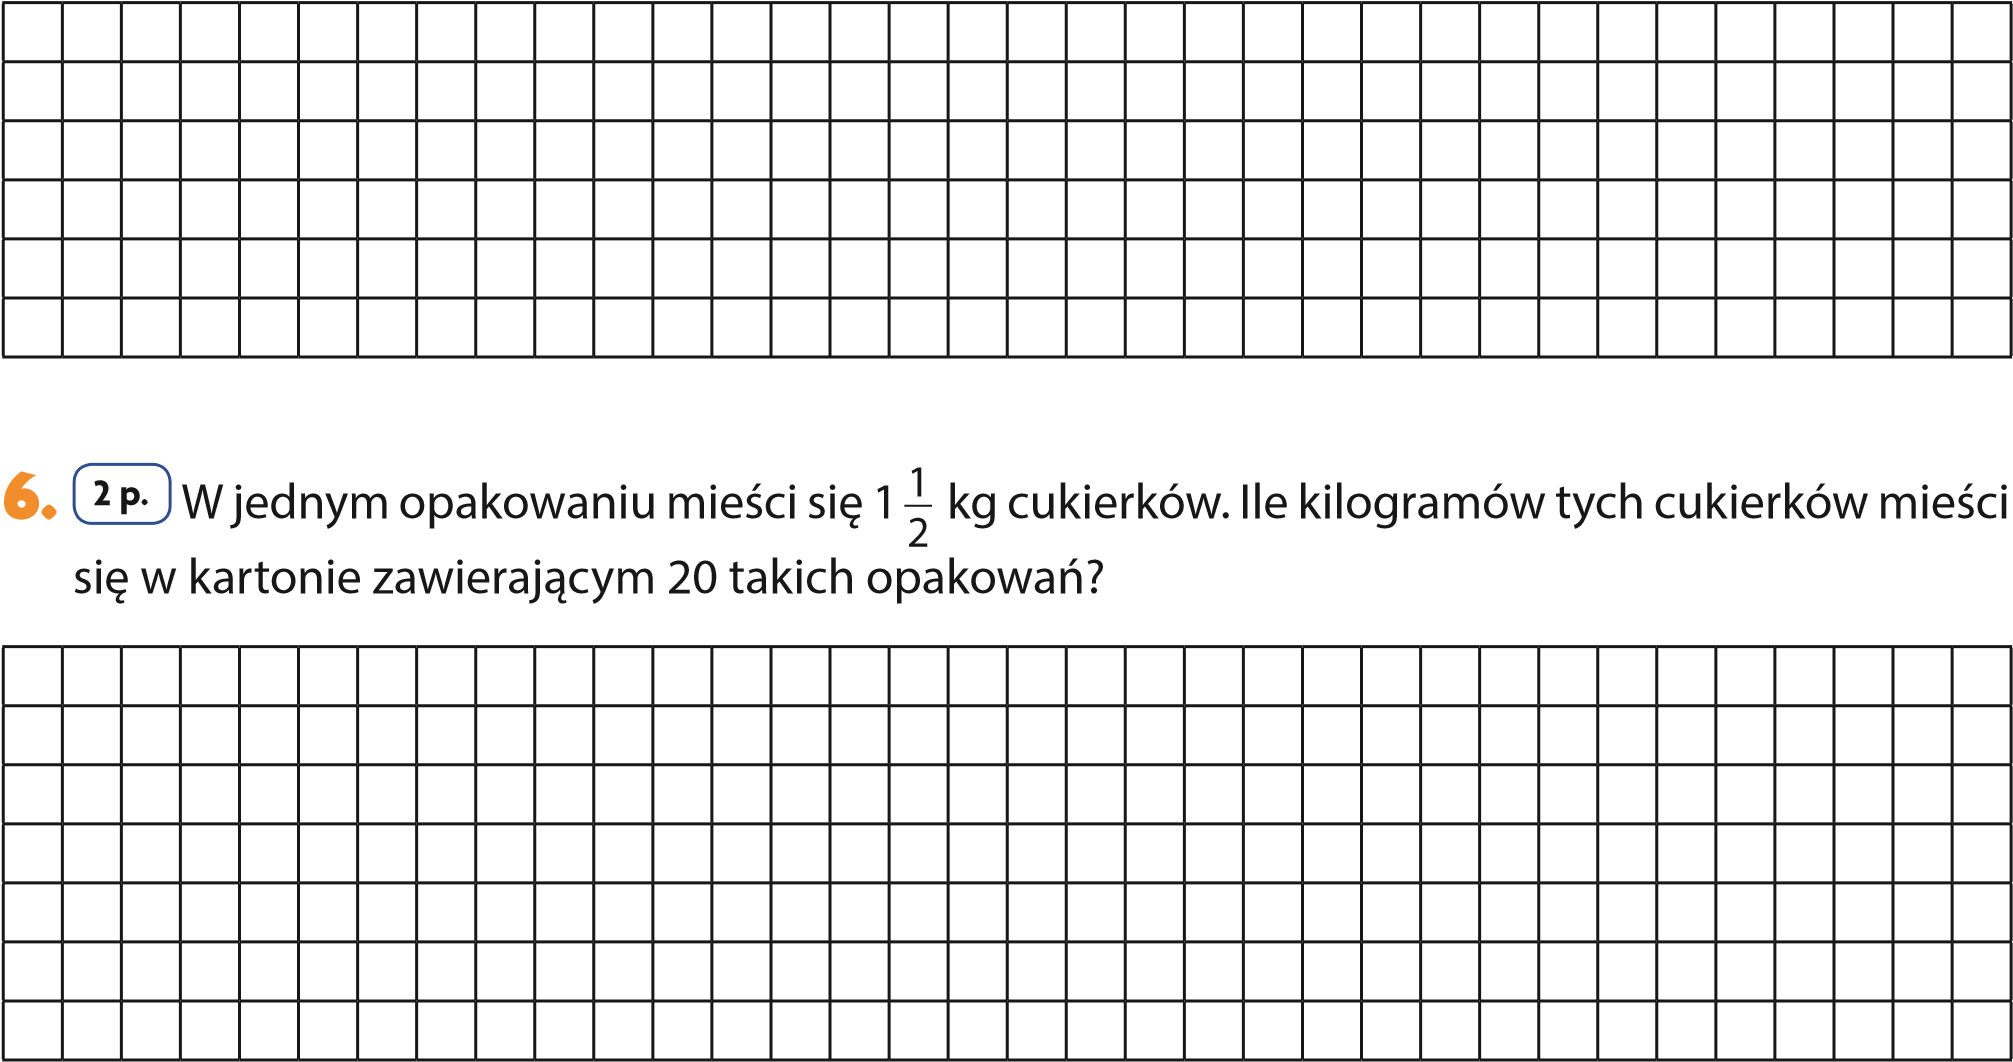 6. 2 p. W jednym opakowaniu mieści się 1 1/2 kg cukierków. Ile kilogramów tych cukierków mieści
się w kartonie zawierającym 20 takich opakowań?